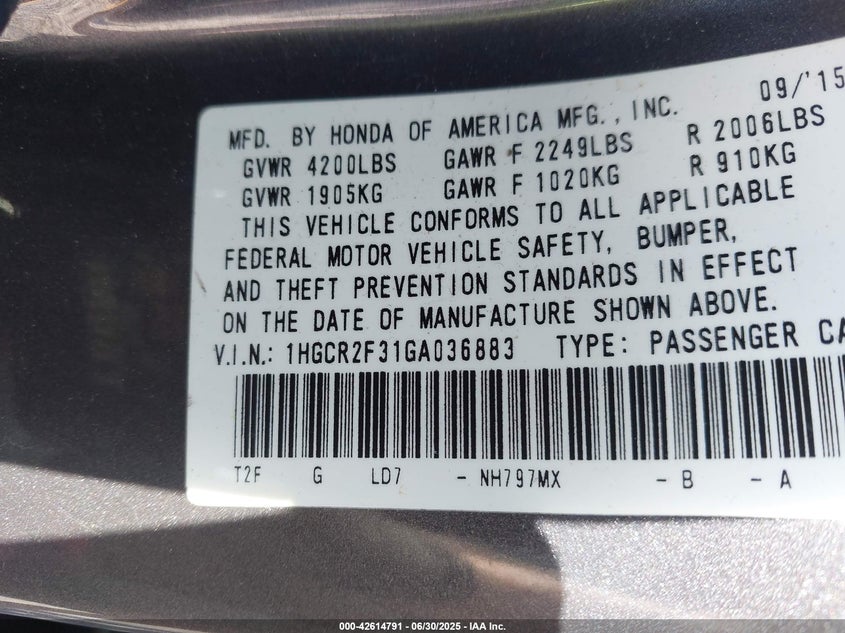 09/'15
MFD. BY HONDA OF AMERICA MFG., INC.
GVWR 4200LBS GAWR F 2249LBS R 2006LBS
GVWR 1905KG GAWR F 1020KG R 910KG
THIS VEHICLE CONFORMS TO ALL APPLICABLE
FEDERAL MOTOR VEHICLE SAFETY, BUMPER,
AND THEFT PREVENTION STANDARDS IN EFFECT
ON THE DATE OF MANUFACTURE SHOWN ABOVE.
V.I.N.: 1HGCR2F31GA036883 TYPE: PASSENGER CA
T2F G LD7 - NH797MX - B - A
000-42614791 - 06/30/2025 - IAA Inc.